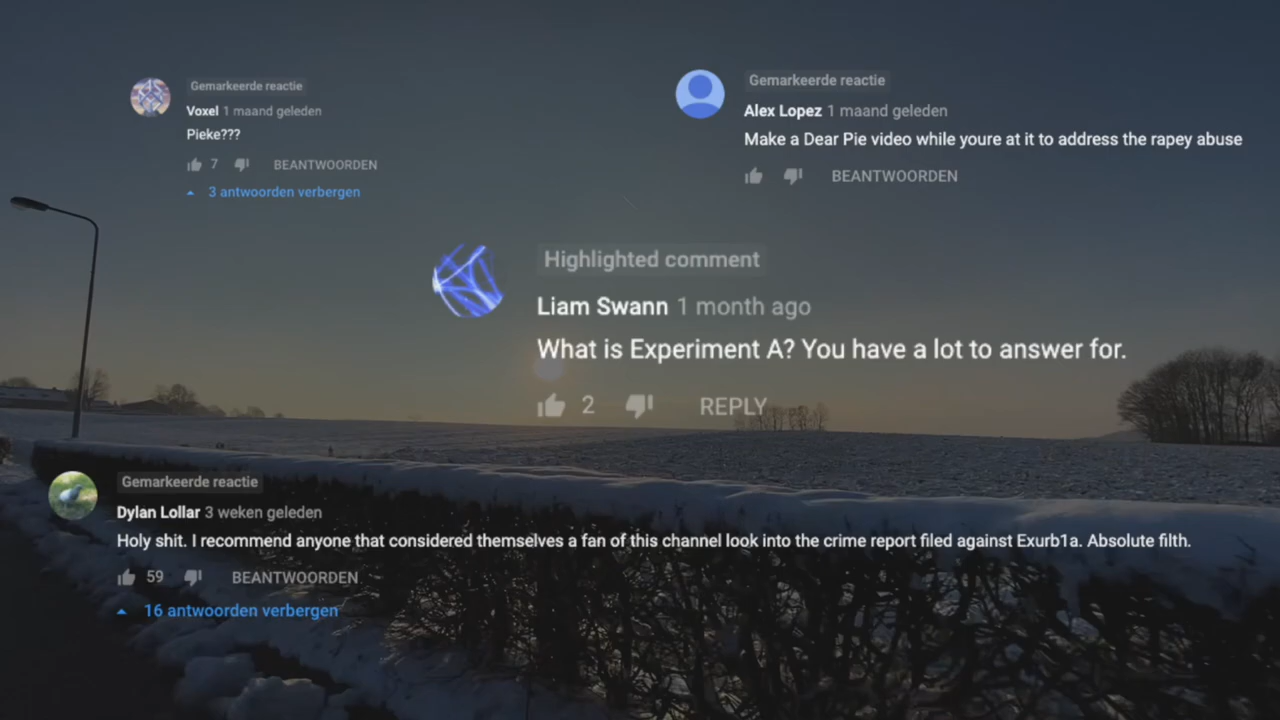 Gemarkeerde reactie
Voxel 1 maand geleden
Pieke???
7 BEANTWOORDEN
3 antwoorden verbergen
Gemarkeerde reactie
Alex Lopez 1 maand geleden
Make a Dear Pie video while youre at it to address the rapey abuse
BEANTWOORDEN
Highlighted comment
Liam Swann 1 month ago
What is Experiment A? You have a lot to answer for.
2 REPLY
Gemarkeerde reactie
Dylan Lollar 3 weken geleden
Holy shit. I recommend anyone that considered themselves a fan of this channel look into the crime report filed against Exurb1a. Absolute filth.
59 BEANTWOORDEN
16 antwoorden verbergen